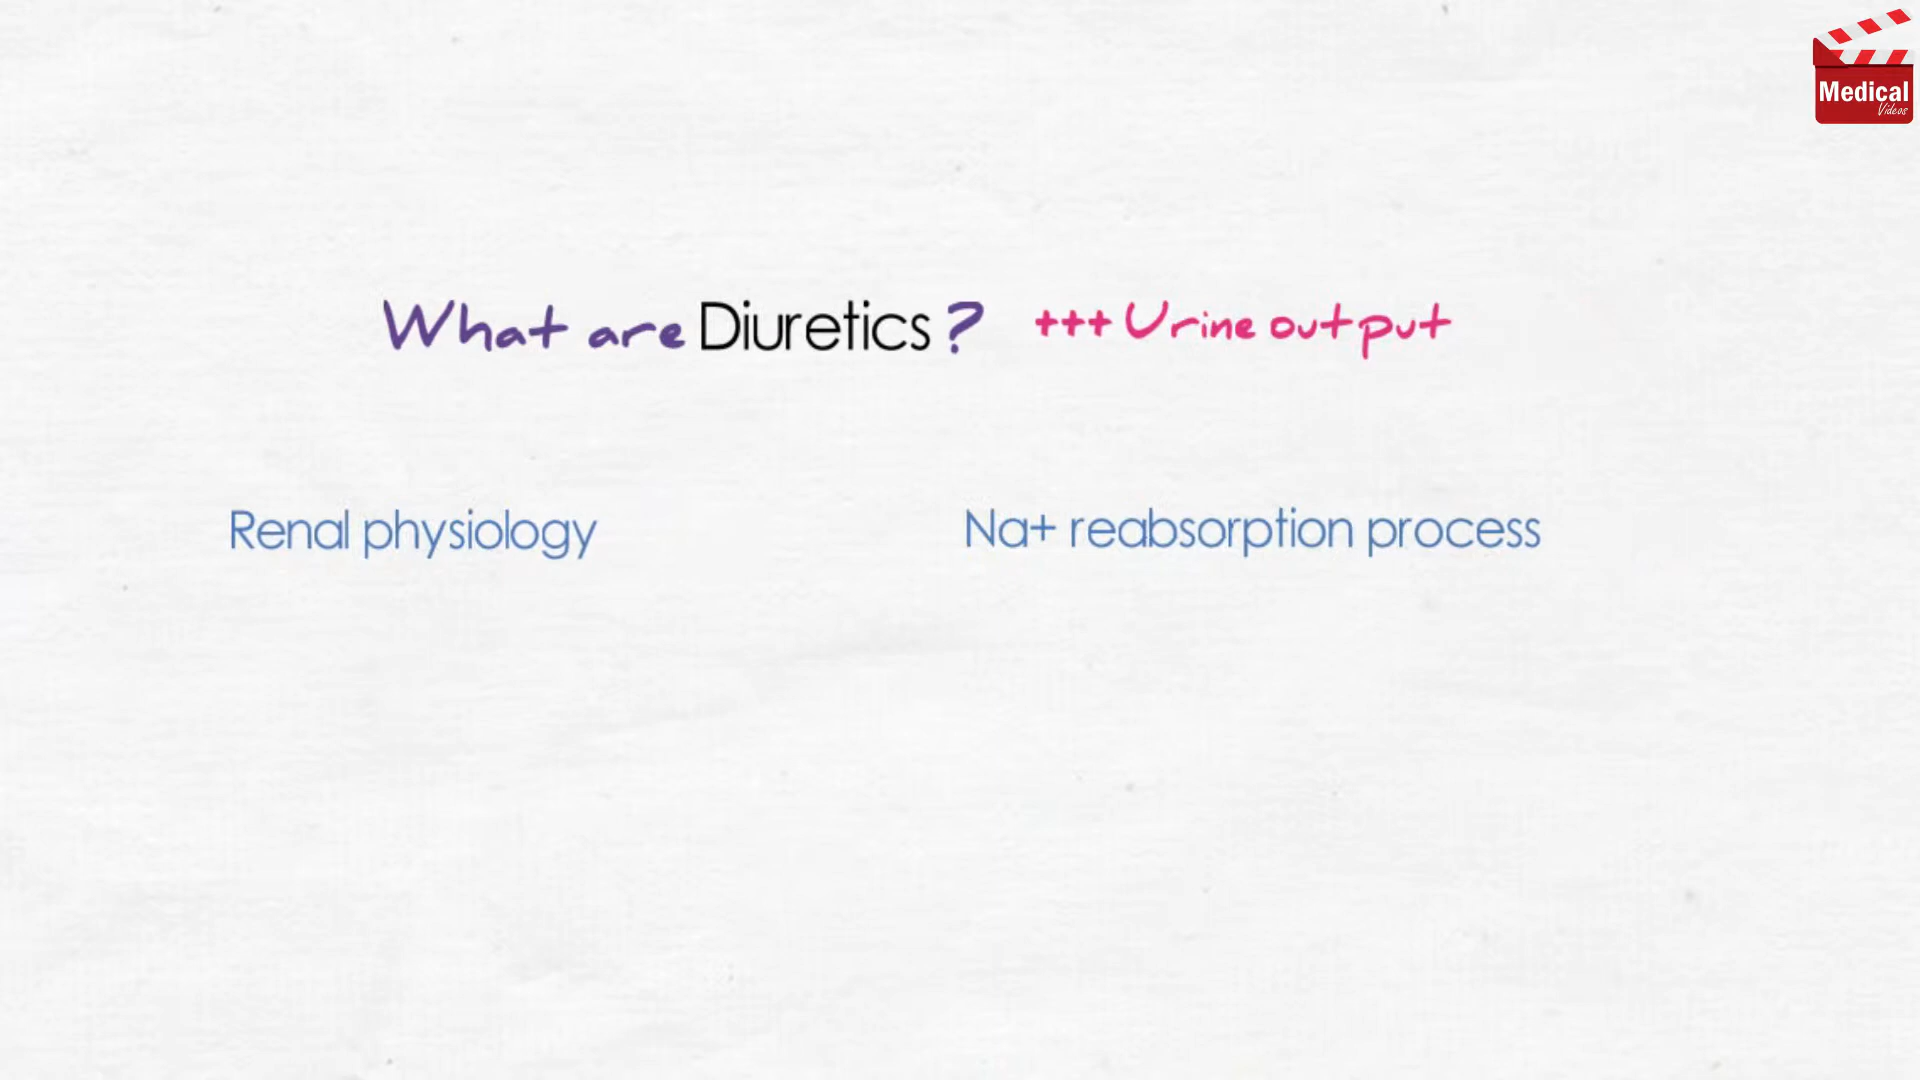 Medical
Videos
What are Diuretics ? +++ Urine output
Renal physiology
Na+ reabsorption process